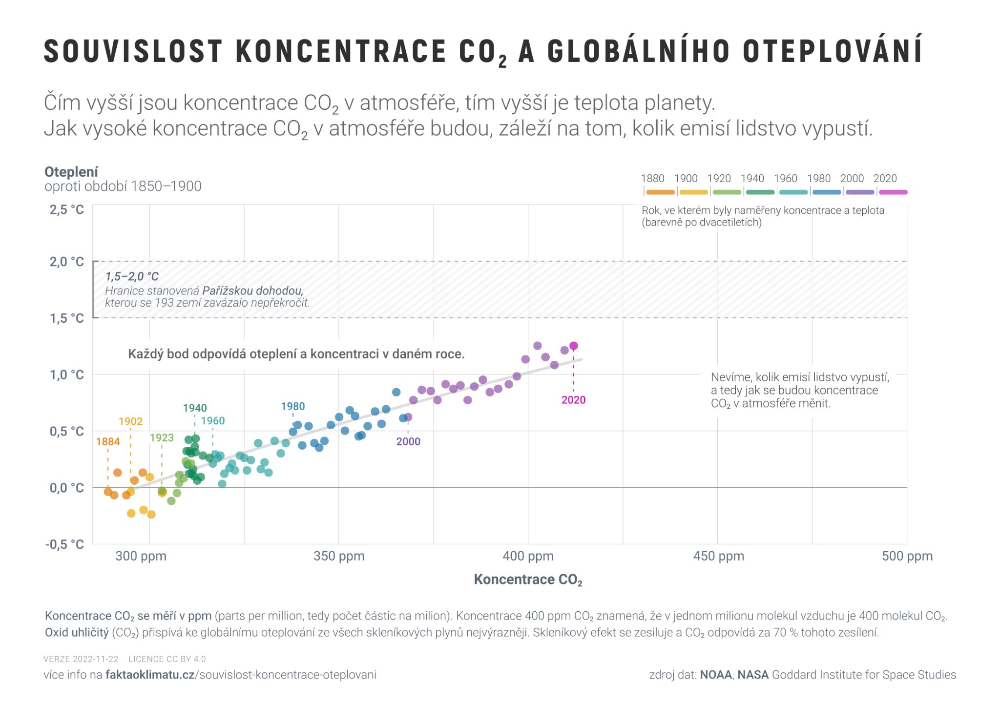 SOUVISLOST KONCENTRACE CO₂ A GLOBÁLNÍHO OTEPLOVÁNÍ
Čím vyšší jsou koncentrace CO₂ v atmosféře, tím vyšší je teplota planety.
Jak vysoké koncentrace CO₂ v atmosféře budou, záleží na tom, kolik emisí lidstvo vypustí.
Oteplení
oproti období 1850–1900
1880 1900 1920 1940 1960 1980 2000 2020
Rok, ve kterém byly naměřeny koncentrace a teplota
(barevně po dvacetiletích)
2,5 °C
2,0 °C
1,5–2,0 °C
Hranice stanovená Pařížskou dohodou,
kterou se 193 zemí zavázalo nepřekročit.
1,5 °C
Každý bod odpovídá oteplení a koncentraci v daném roce.
1,0 °C
Nevíme, kolik emisí lidstvo vypustí,
a tedy jak se budou koncentrace
CO₂ v atmosféře měnit.
2020
1940
1980
1960
1902
0,5 °C
1923
1884
2000
0,0 °C
-0,5 °C
300 ppm 350 ppm 400 ppm 450 ppm 500 ppm
Koncentrace CO₂
Koncentrace CO₂ se měří v ppm (parts per million, tedy počet částic na milion). Koncentrace 400 ppm CO₂ znamená, že v jednom milionu molekul vzduchu je 400 molekul CO₂.
Oxid uhličitý (CO₂) přispívá ke globálnímu oteplování ze všech skleníkových plynů nejvýrazněji. Skleníkový efekt se zesiluje a CO₂ odpovídá za 70 % tohoto zesílení.
VERZE 2022-11-22 LICENCE CC BY 4.0
více info na faktaoklimatu.cz/souvislost-koncentrace-oteplovani
zdroj dat: NOAA, NASA Goddard Institute for Space Studies